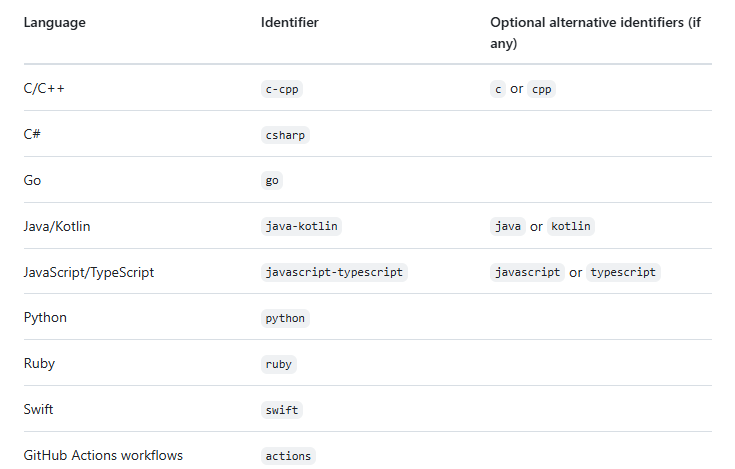 Language Identifier Optional alternative identifiers (if
any)
C/C++ c-cpp c or cpp
C# csharp
Go go
Java/Kotlin java-kotlin java or kotlin
JavaScript/TypeScript javascript-typescript javascript or typescript
Python python
Ruby ruby
Swift swift
GitHub Actions workflows actions